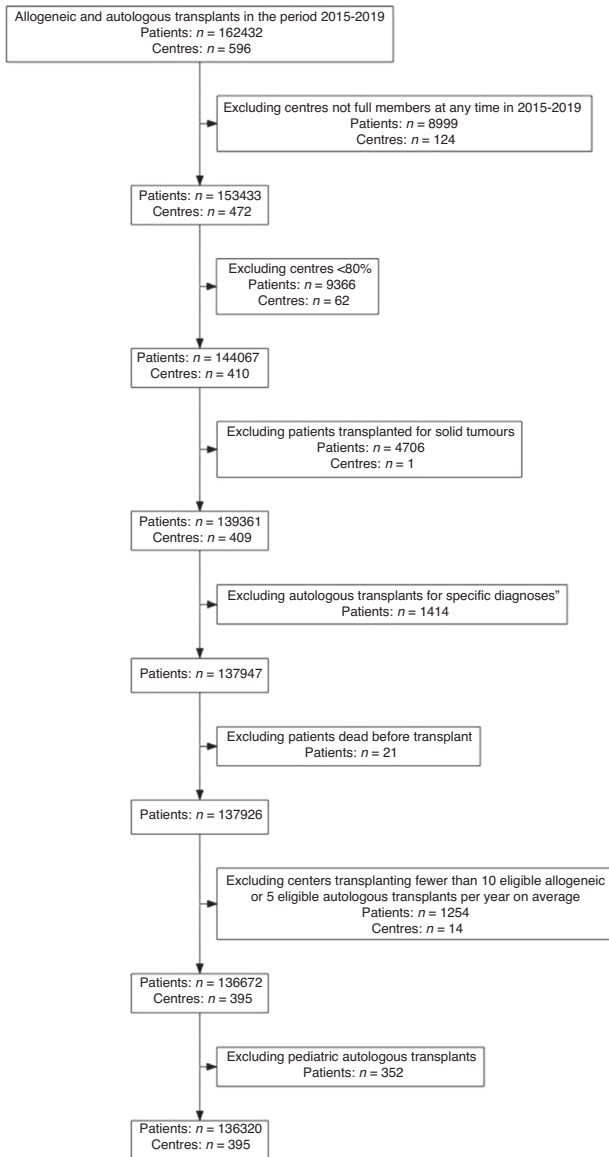 Allogeneic and autologous transplants in the period 2015-2019
Patients: n = 162432
Centres: n = 596
Excluding centres not full members at any time in 2015-2019
Patients: n = 8999
Centres: n = 124
Patients: n = 153433
Centres: n = 472
Excluding centres <80%
Patients: n = 9366
Centres: n = 62
Patients: n = 144067
Centres: n = 410
Excluding patients transplanted for solid tumours
Patients: n = 4706
Centres: n = 1
Patients: n = 139361
Centres: n = 409
Excluding autologous transplants for specific diagnoses”
Patients: n = 1414
Patients: n = 137947
Excluding patients dead before transplant
Patients: n = 21
Patients: n = 137926
Excluding centers transplanting fewer than 10 eligible allogeneic
or 5 eligible autologous transplants per year on average
Patients: n = 1254
Centres: n = 14
Patients: n = 136672
Centres: n = 395
Excluding pediatric autologous transplants
Patients: n = 352
Patients: n = 136320
Centres: n = 395